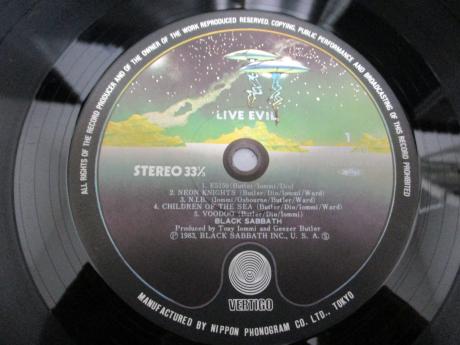 ALL RIGHTS OF THE RECORD PRODUCER AND OF THE OWNER OF THE WORK REPRODUCED RESERVED. COPYING, PUBLIC PERFORMANCE AND BROADCASTING OF THIS RECORD PROHIBITED
LIVE EVIL
1
STEREO 33⅓
1. E5150 (Butler/Iommi/Dio)
2. NEON KNIGHTS (Butler/Dio/Iommi/Ward)
3. N.I.B. (Iommi/Osbourne/Butler/Ward)
4. CHILDREN OF THE SEA (Butler/Dio/Iommi/Ward)
5. VOODOO (Butler/Dio/Iommi)
BLACK SABBATH
Produced by Tony Iommi and Geezer Butler
Ⓟ1983, BLACK SABBATH INC., U. S. A. Ⓢ
VERTIGO
MANUFACTURED BY NIPPON PHONOGRAM CO. LTD., TOKYO